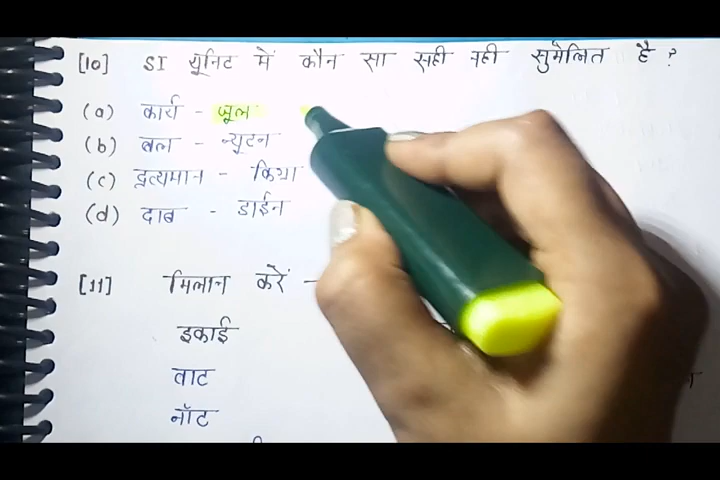 [10] SI यूनिट में कौन सा सही नही सुमेलित है ?
(a) कार्य - जूल
(b) बल - न्यूटन
(c) द्रव्यमान - किग्रा
(d) दाब - डाईन
[11] मिलान करें -
इकाई
वाट
नॉट